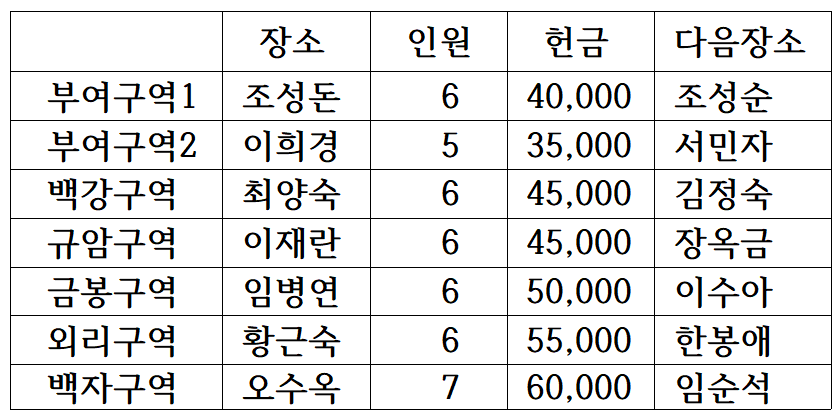 장소 인원 헌금 다음장소
부여구역1 조성돈 6 40,000 조성순
부여구역2 이희경 5 35,000 서민자
백강구역 최양숙 6 45,000 김정숙
규암구역 이재란 6 45,000 장옥금
금봉구역 임병연 6 50,000 이수아
외리구역 황근숙 6 55,000 한봉애
백자구역 오수옥 7 60,000 임순석